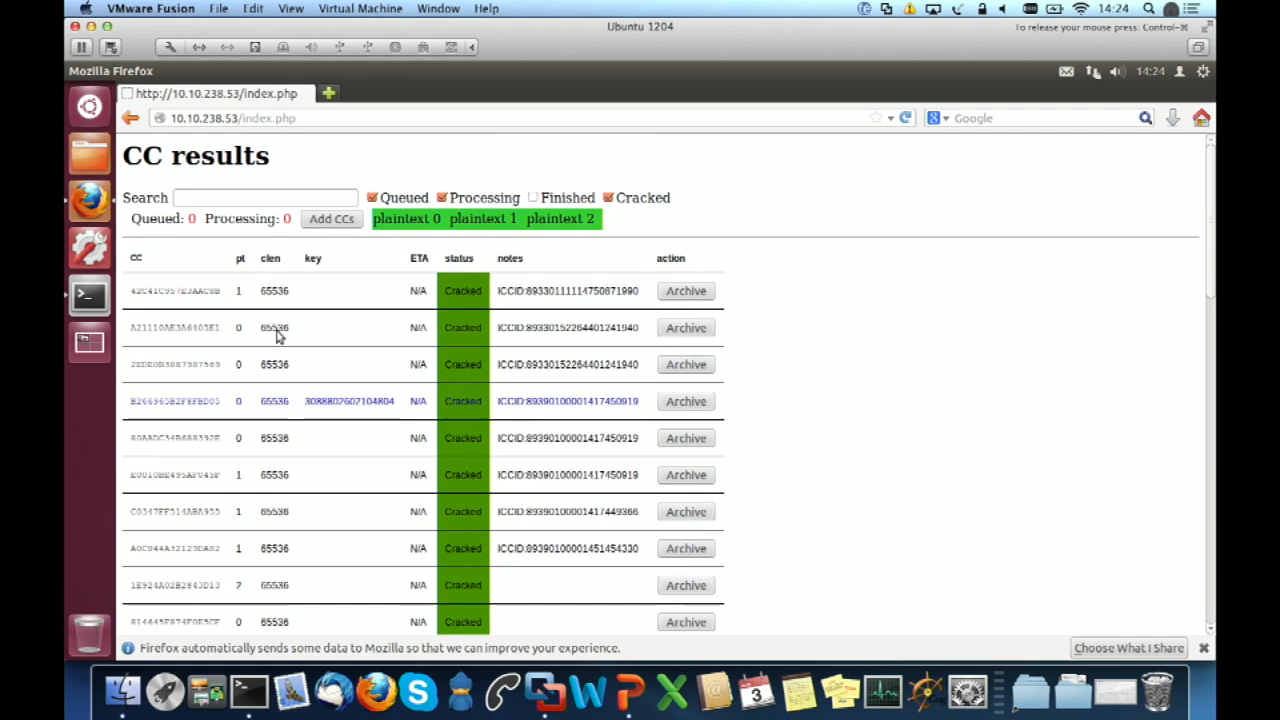 VMware Fusion File Edit View Virtual Machine Window Help 14:24
Ubuntu 1204 To release your mouse press: Control-⌘
Mozilla Firefox 14:24
http://10.10.238.53/index.php
10.10.238.53/index.php Google
CC results
Search Queued Processing Finished Cracked
Queued: 0 Processing: 0 Add CCs plaintext 0 plaintext 1 plaintext 2
CC pt clen key ETA status notes action
1 65536 N/A Cracked ICCID:89330111114750871990 Archive
0 65536 N/A Cracked ICCID:89330152264401241940 Archive
0 65536 N/A Cracked ICCID:89330152264401241940 Archive
0 65536 3088802602104804 N/A Cracked ICCID:89390100001417450919 Archive
0 65536 N/A Cracked ICCID:89390100001417450919 Archive
1 65536 N/A Cracked ICCID:89390100001417450919 Archive
1 65536 N/A Cracked ICCID:89390100001417449366 Archive
1 65536 N/A Cracked ICCID:89390100001451454330 Archive
2 65536 N/A Cracked Archive
0 65536 N/A Cracked Archive
Firefox automatically sends some data to Mozilla so that we can improve your experience. Choose What I Share
3